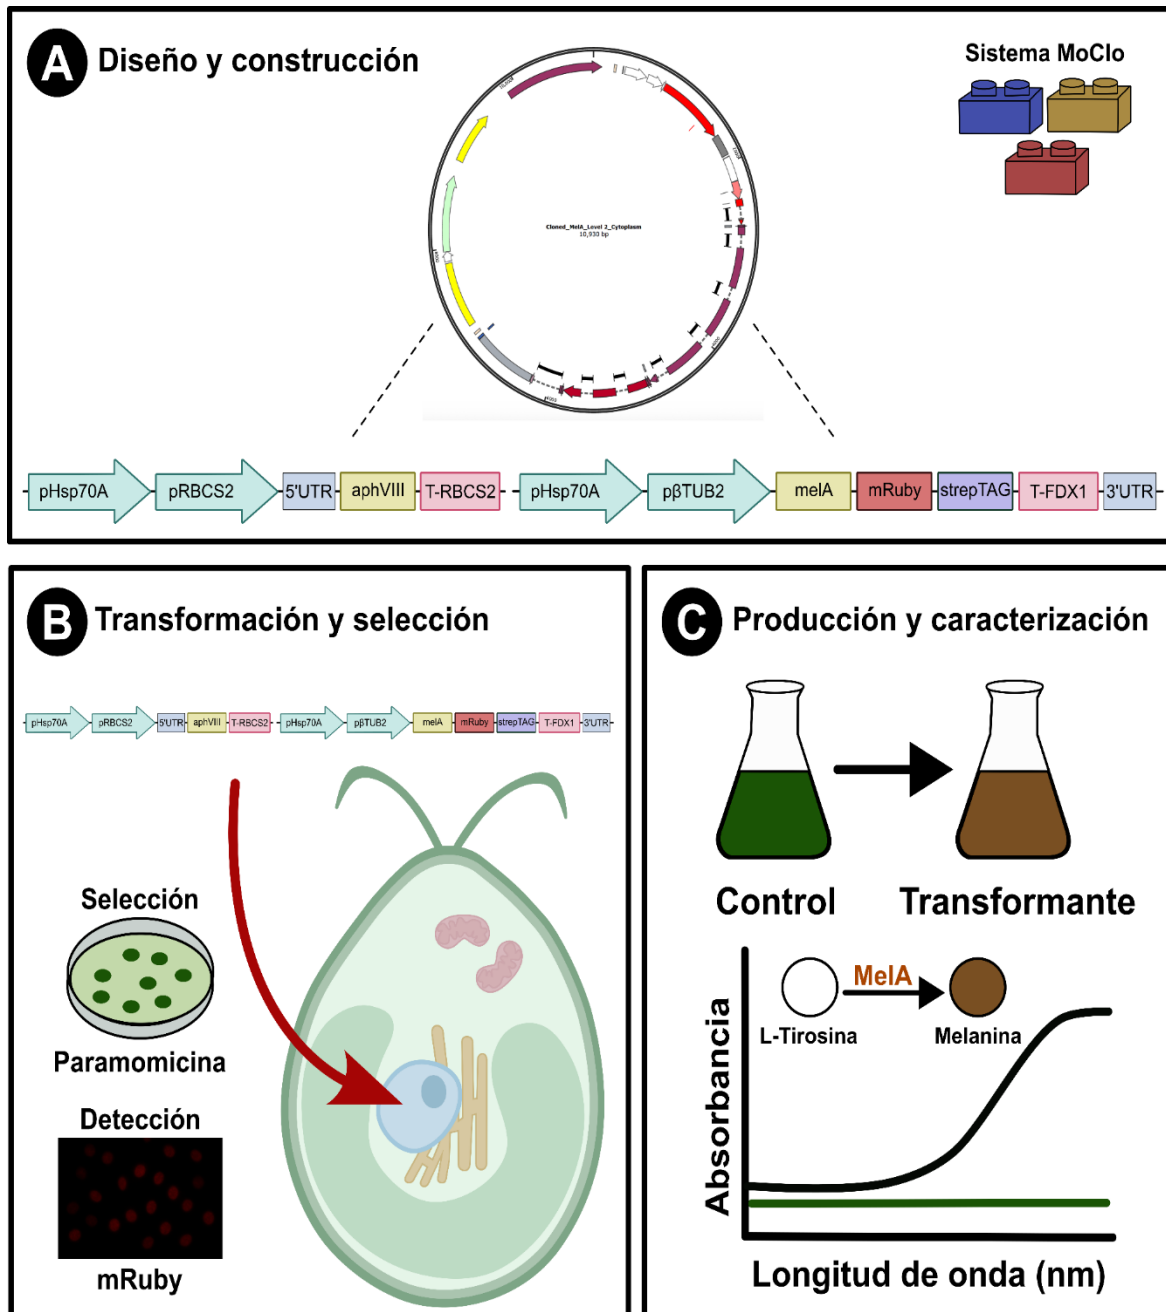 A Diseño y construcción
Sistema MoClo
Cloned_MelA_Level 2_Cytoplasm
10,930 bp
pHsp70A pRBCS2 5'UTR aphVIII T-RBCS2 pHsp70A pβTUB2 melA mRuby strepTAG T-FDX1 3'UTR
B Transformación y selección
pHsp70A pRBCS2 5'UTR aphVIII T-RBCS2 pHsp70A pβTUB2 melA mRuby strepTAG T-FDX1 3'UTR
Selección
Paramomicina
Detección
mRuby
C Producción y caracterización
Control Transformante
MelA
L-Tirosina Melanina
Absorbancia
Longitud de onda (nm)